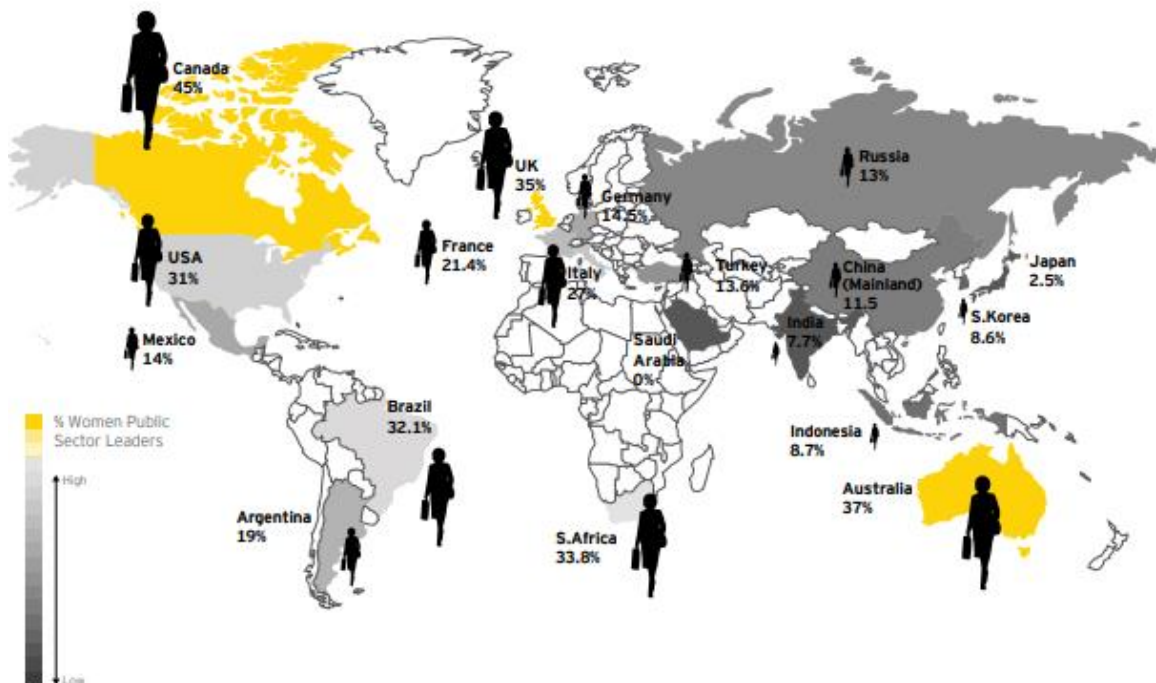 Canada
45%
UK
35%
Russia
13%
Germany
14.5%
USA
31%
France
21.4%
Italy
27%
Turkey
13.6%
China
(Mainland)
11.5
Japan
2.5%
S.Korea
8.6%
Mexico
14%
India
7.7%
Saudi
Arabia
0%
Brazil
32.1%
% Women Public
Sector Leaders
High
Indonesia
8.7%
Australia
37%
Argentina
19%
S.Africa
33.8%
Low